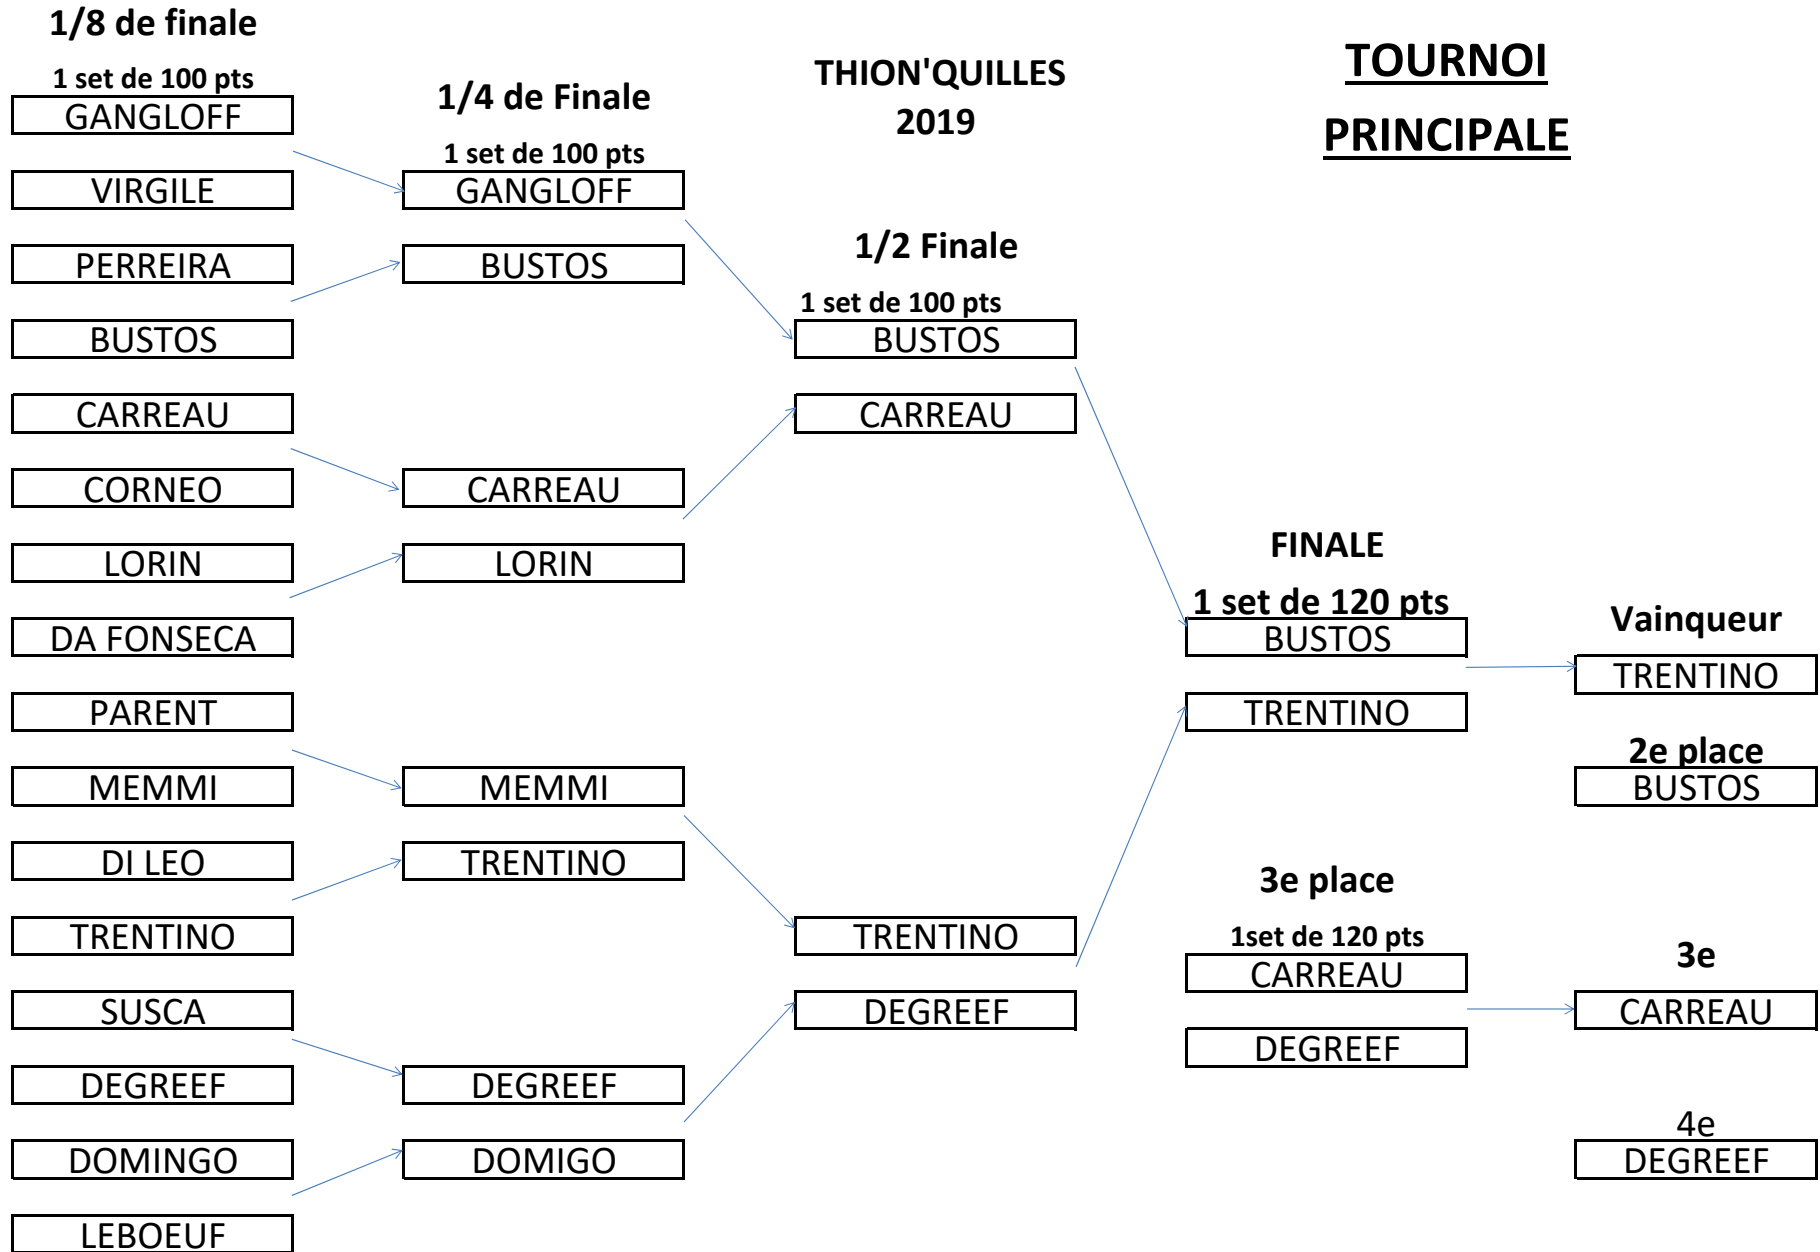 1/8 de finale
1 set de 100 pts
GANGLOFF
VIRGILE
PERREIRA
BUSTOS
CARREAU
CORNEO
LORIN
DA FONSECA
PARENT
MEMMI
DI LEO
TRENTINO
SUSCA
DEGREEF
DOMINGO
LEBOEUF
1/4 de Finale
1 set de 100 pts
GANGLOFF
BUSTOS
CARREAU
LORIN
MEMMI
TRENTINO
DEGREEF
DOMIGO
THION'QUILLES
2019
1/2 Finale
1 set de 100 pts
BUSTOS
CARREAU
TRENTINO
DEGREEF
TOURNOI
PRINCIPALE
FINALE
1 set de 120 pts
BUSTOS
TRENTINO
3e place
1set de 120 pts
CARREAU
DEGREEF
Vainqueur
TRENTINO
2e place
BUSTOS
3e
CARREAU
4e
DEGREEF